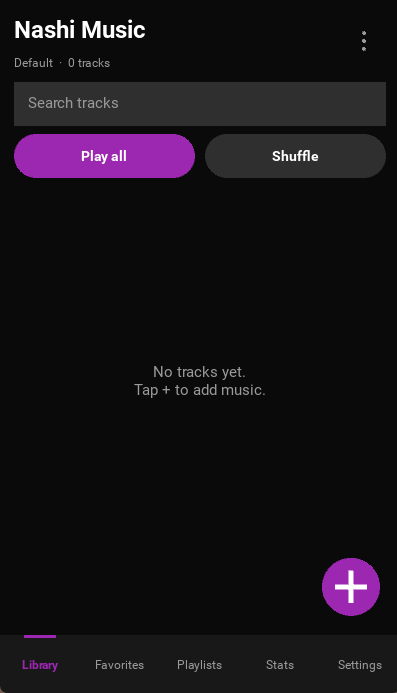 Nashi Music
Default · 0 tracks
Search tracks
Play all
Shuffle
No tracks yet.
Tap + to add music.
Library
Favorites
Playlists
Stats
Settings